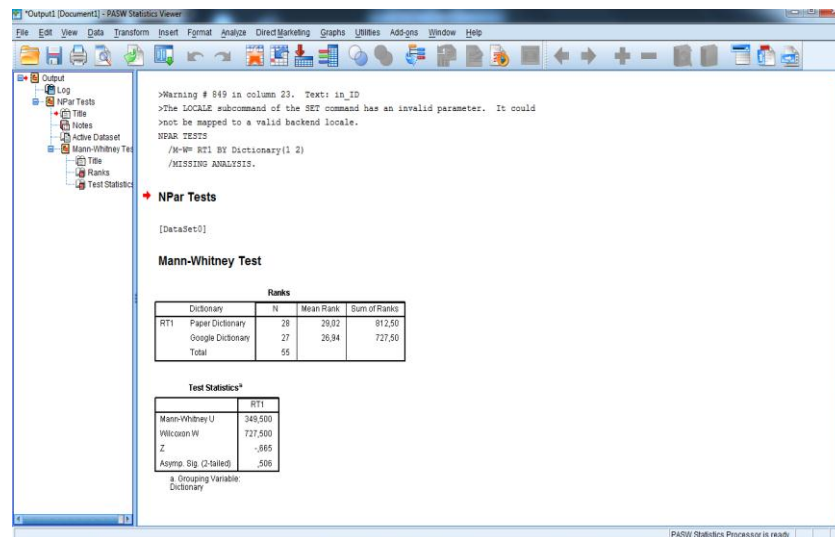 *Output1 [Document1] - PASW Statistics Viewer
File Edit View Data Transform Insert Format Analyze Direct Marketing Graphs Utilities Add-ons Window Help
Output
Log
NPar Tests
Title
Notes
Active Dataset
Mann-Whitney Tes
Title
Ranks
Test Statistics
>Warning # 849 in column 23. Text: in_ID
>The LOCALE subcommand of the SET command has an invalid parameter. It could
>not be mapped to a valid backend locale.
NPAR TESTS
/M-W= RT1 BY Dictionary(1 2)
/MISSING ANALYSIS.
NPar Tests
[DataSet0]
Mann-Whitney Test
Ranks
Dictionary N Mean Rank Sum of Ranks
RT1 Paper Dictionary 28 29,02 812,50
Google Dictionary 27 26,94 727,50
Total 55
Test Statistics a
RT1
Mann-Whitney U 349,500
Wilcoxon W 727,500
Z -,665
Asymp. Sig. (2-tailed) ,506
a. Grouping Variable:
Dictionary
PASW Statistics Processor is ready